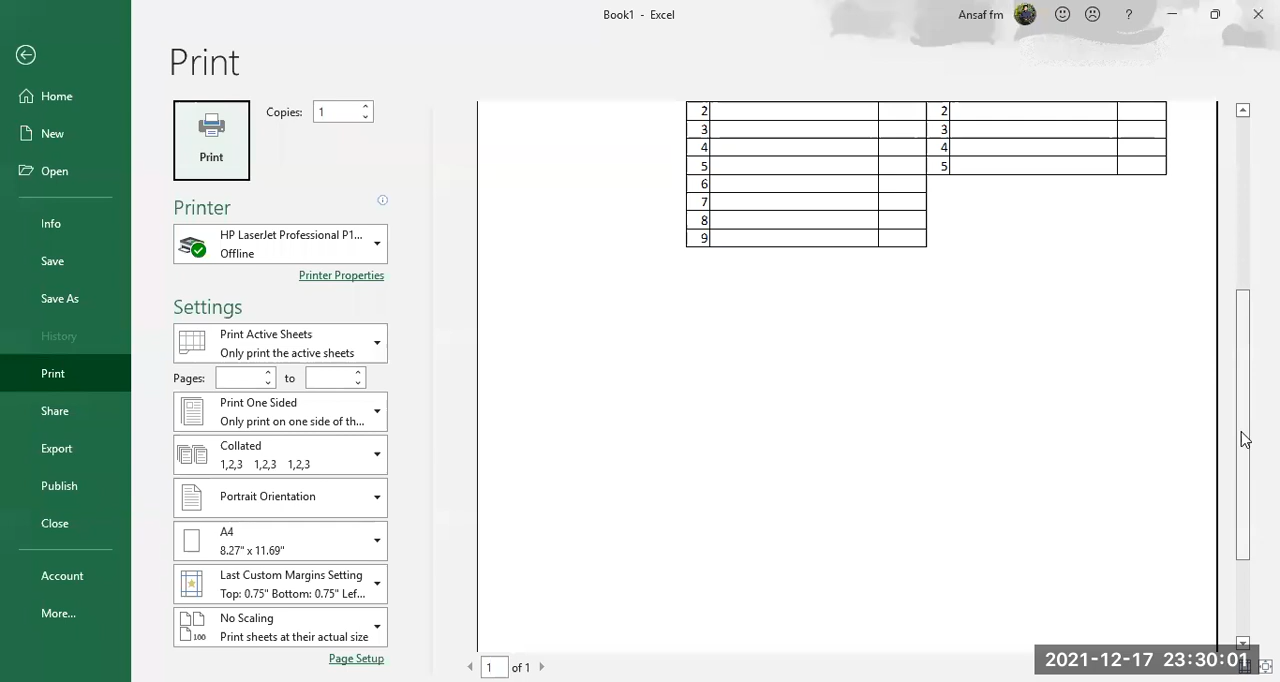 Book1 - Excel
Ansaf fm
?
Print
Home
New
Open
Info
Save
Save As
History
Print
Share
Export
Publish
Close
Account
More...
Print
Copies: 1
Printer
HP LaserJet Professional P1...
Offline
Printer Properties
Settings
Print Active Sheets
Only print the active sheets
Pages: to
Print One Sided
Only print on one side of th...
Collated
1,2,3 1,2,3 1,2,3
Portrait Orientation
A4
8.27" x 11.69"
Last Custom Margins Setting
Top: 0.75" Bottom: 0.75" Lef...
No Scaling
100
Print sheets at their actual size
Page Setup
2 2
3 3
4 4
5 5
6
7
8
9
1 of 1
2021-12-17 23:30:01